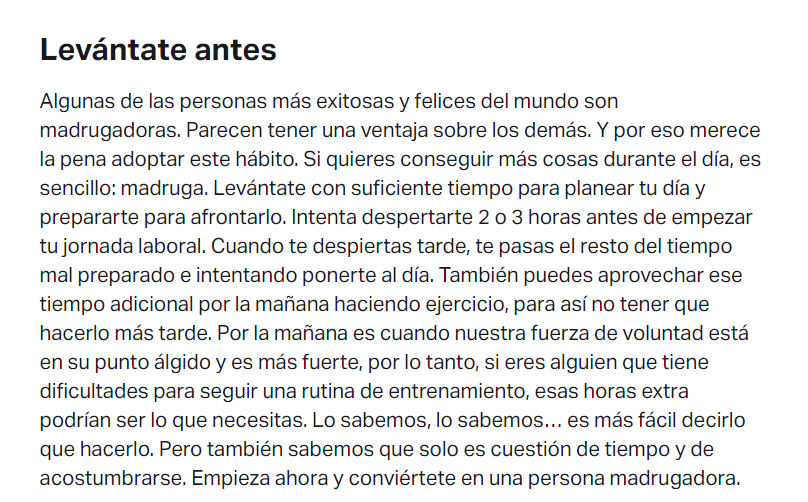 Levántate antes
Algunas de las personas más exitosas y felices del mundo son
madrugadoras. Parecen tener una ventaja sobre los demás. Y por eso merece
la pena adoptar este hábito. Si quieres conseguir más cosas durante el día, es
sencillo: madruga. Levántate con suficiente tiempo para planear tu día y
prepararte para afrontarlo. Intenta despertarte 2 o 3 horas antes de empezar
tu jornada laboral. Cuando te despiertas tarde, te pasas el resto del tiempo
mal preparado e intentando ponerte al día. También puedes aprovechar ese
tiempo adicional por la mañana haciendo ejercicio, para así no tener que
hacerlo más tarde. Por la mañana es cuando nuestra fuerza de voluntad está
en su punto álgido y es más fuerte, por lo tanto, si eres alguien que tiene
dificultades para seguir una rutina de entrenamiento, esas horas extra
podrían ser lo que necesitas. Lo sabemos, lo sabemos… es más fácil decirlo
que hacerlo. Pero también sabemos que solo es cuestión de tiempo y de
acostumbrarse. Empieza ahora y conviértete en una persona madrugadora.